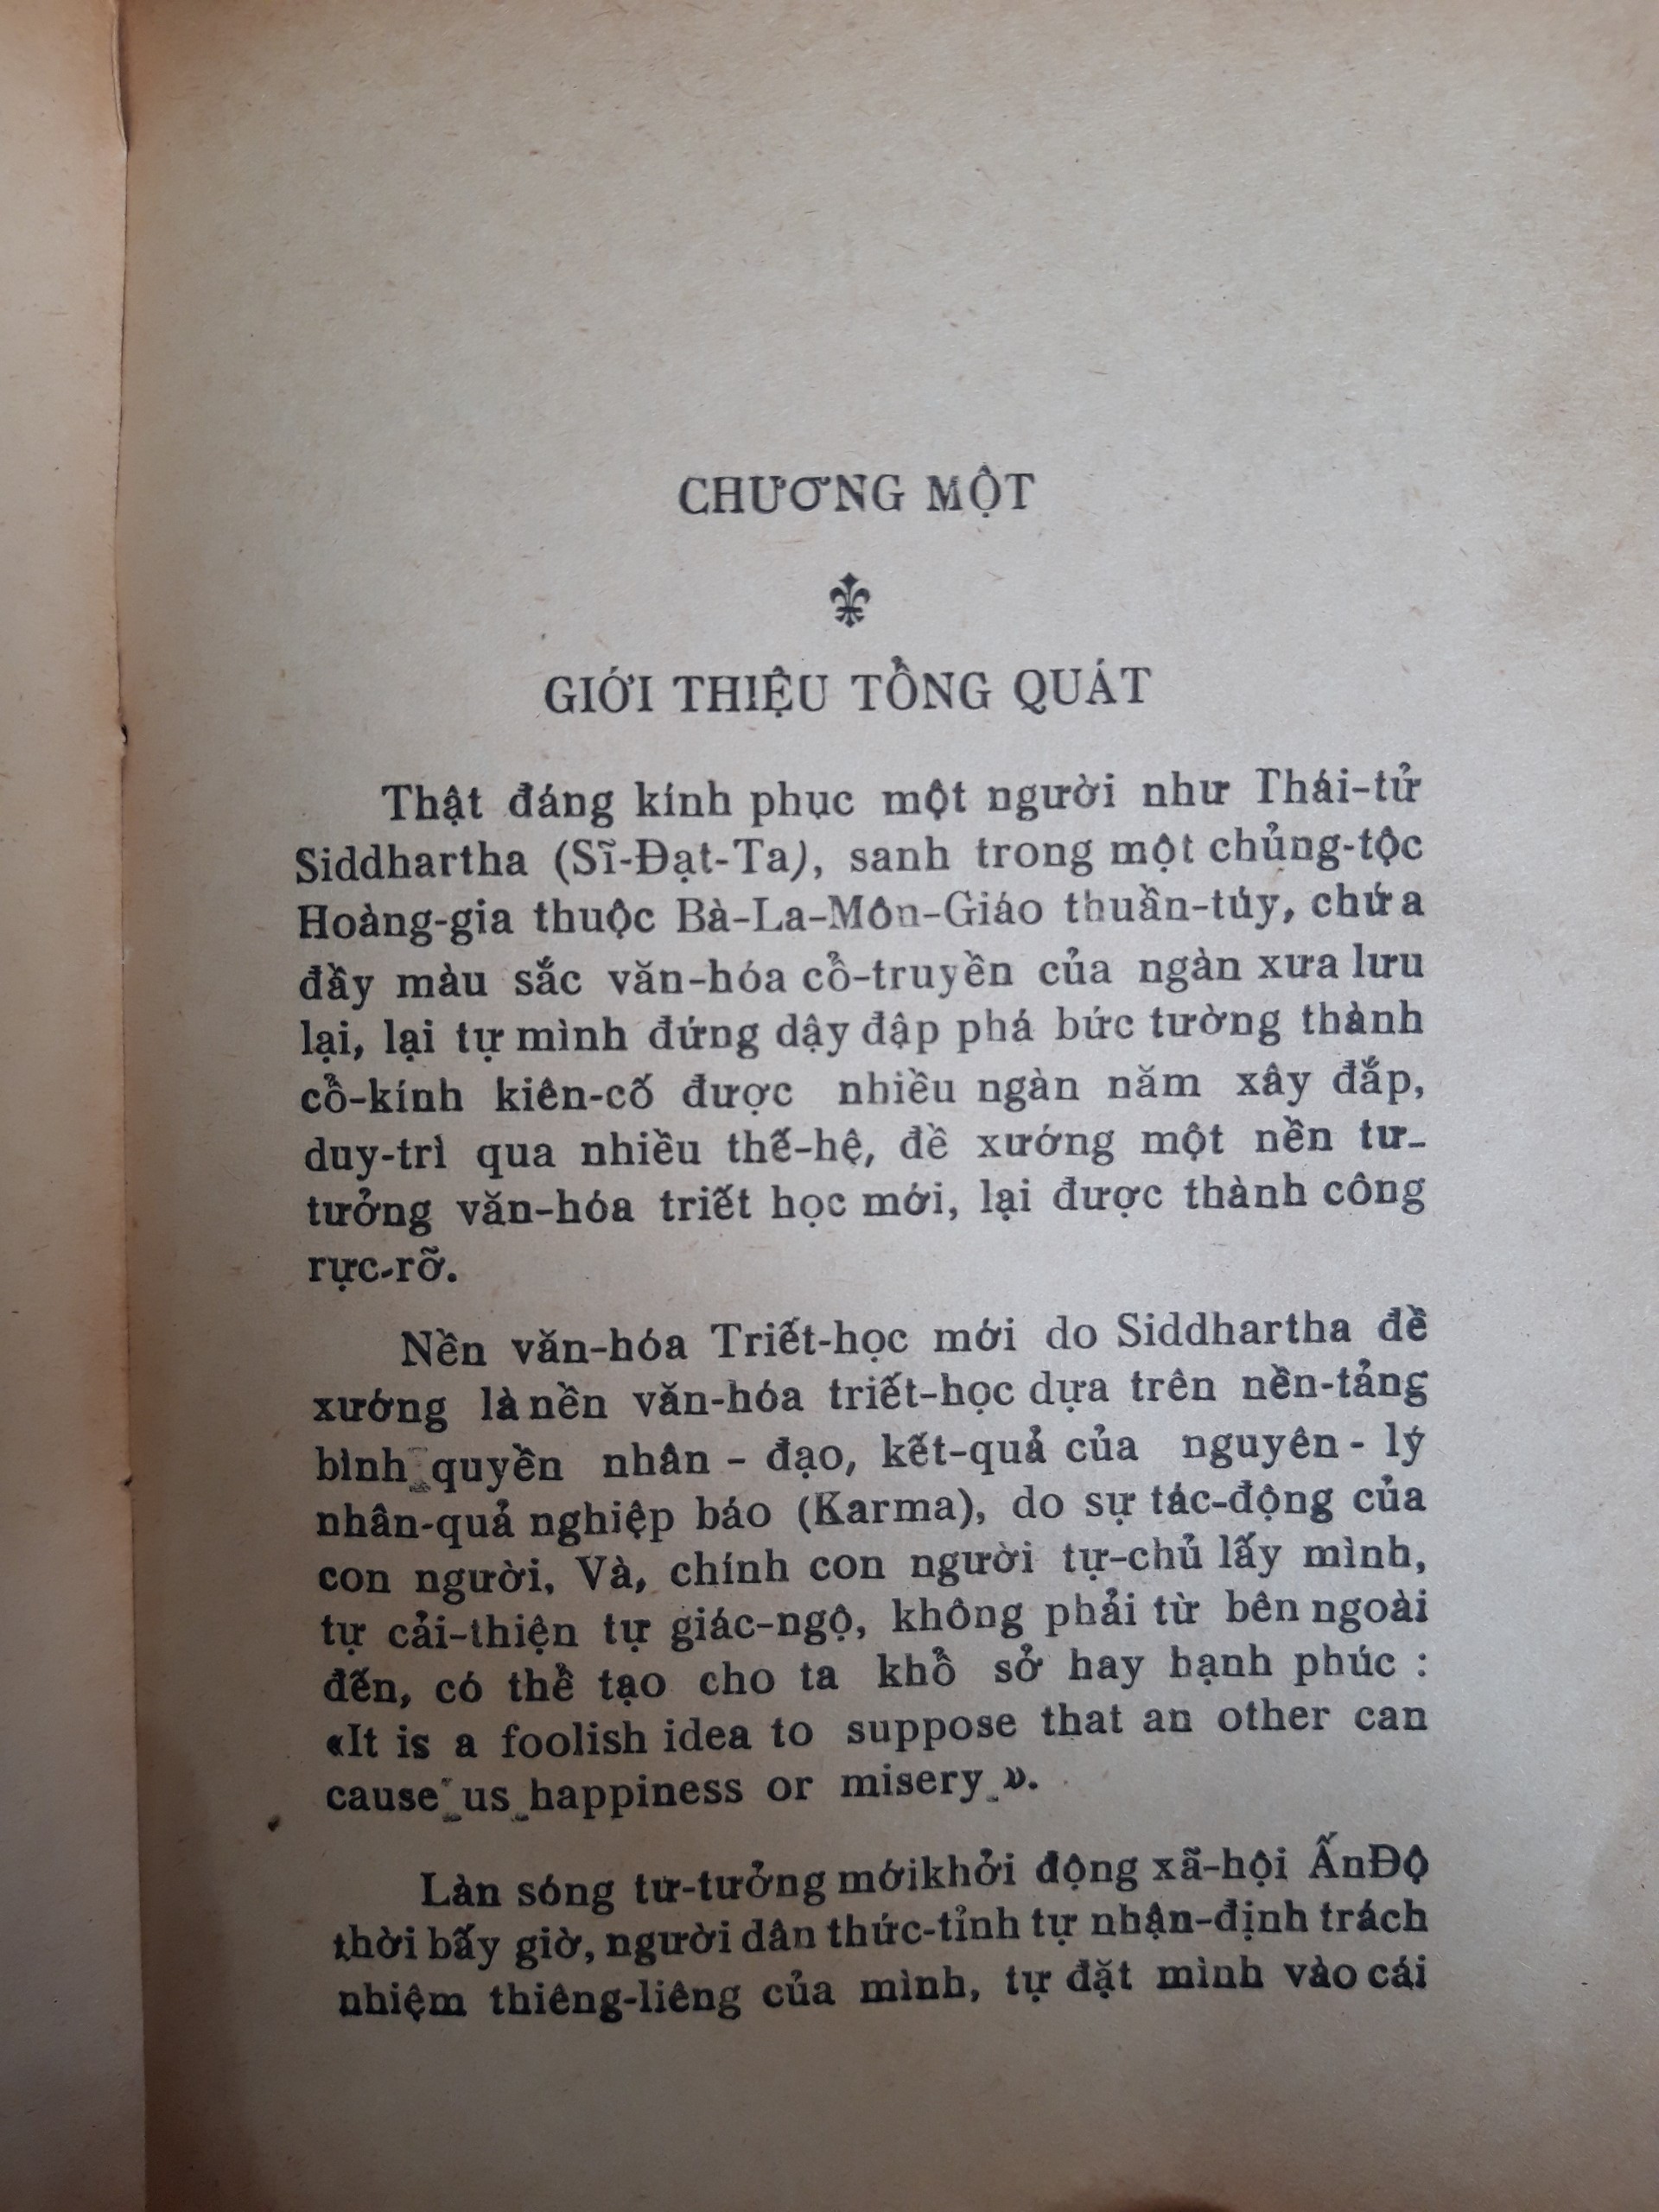 CHƯƠNG MỘT
GIỚI THIỆU TỔNG QUÁT
Thật đáng kính phục một người như Thái-tử
Siddhartha (Sĩ-Đạt-Ta), sanh trong một chủng-tộc
Hoàng-gia thuộc Bà-La-Môn-Giáo thuần-túy, chứa
đầy màu sắc văn-hóa cổ-truyền của ngàn xưa lưu
lại, lại tự mình đứng dậy đập phá bức tường thành
cổ-kính kiên-cố được nhiều ngàn năm xây đắp,
duy-trì qua nhiều thế-hệ, đề xướng một nền tư-
tưởng văn-hóa triết học mới, lại được thành công
rực-rỡ.
Nền văn-hóa Triết-học mới do Siddhartha đề
xướng là nền văn-hóa triết-học dựa trên nền-tảng
bình quyền nhân - đạo, kết-quả của nguyên - lý
nhân-quả nghiệp báo (Karma), do sự tác-động của
con người. Và, chính con người tự-chủ lấy mình,
tự cải-thiện tự giác-ngộ, không phải từ bên ngoài
đến, có thể tạo cho ta khổ sở hay hạnh phúc :
«It is a foolish idea to suppose that an other can
cause us happiness or misery ».
Làn sóng tư-tưởng mớikhởi động xã-hội ẤnĐộ
thời bấy giờ, người dân thức-tỉnh tự nhận-định trách
nhiệm thiêng-liêng của mình, tự đặt mình vào cái